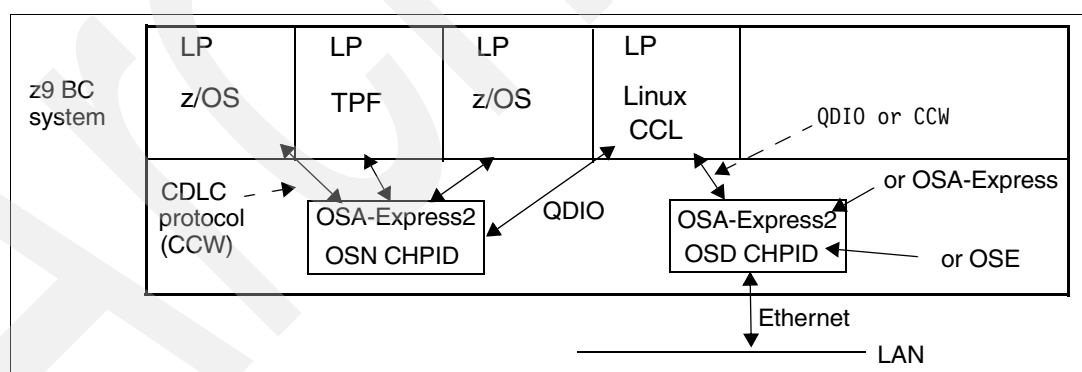 z9 BC
system
LP
z/OS
LP
TPF
LP
z/OS
LP
Linux
CCL
QDIO or CCW
CDLC
protocol
(CCW)
OSA-Express2
OSN CHPID
QDIO
OSA-Express2
OSD CHPID
or OSA-Express
or OSE
Ethernet
LAN